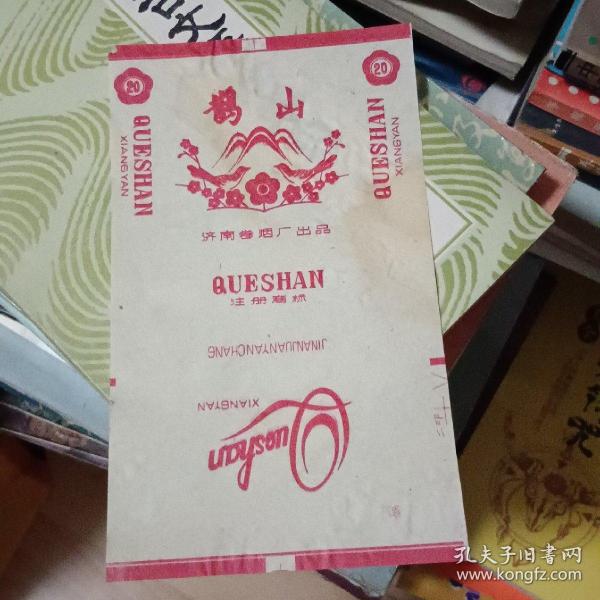 20
QUESHAN
XIANGYAN
鹊山
20
QUESHAN
XIANGYAN
济南卷烟厂出品
QUESHAN
注册商标
JINANJUANYANCHANG
XIANGYAN
Queshan
孔夫子旧书网
www.kongfz.com